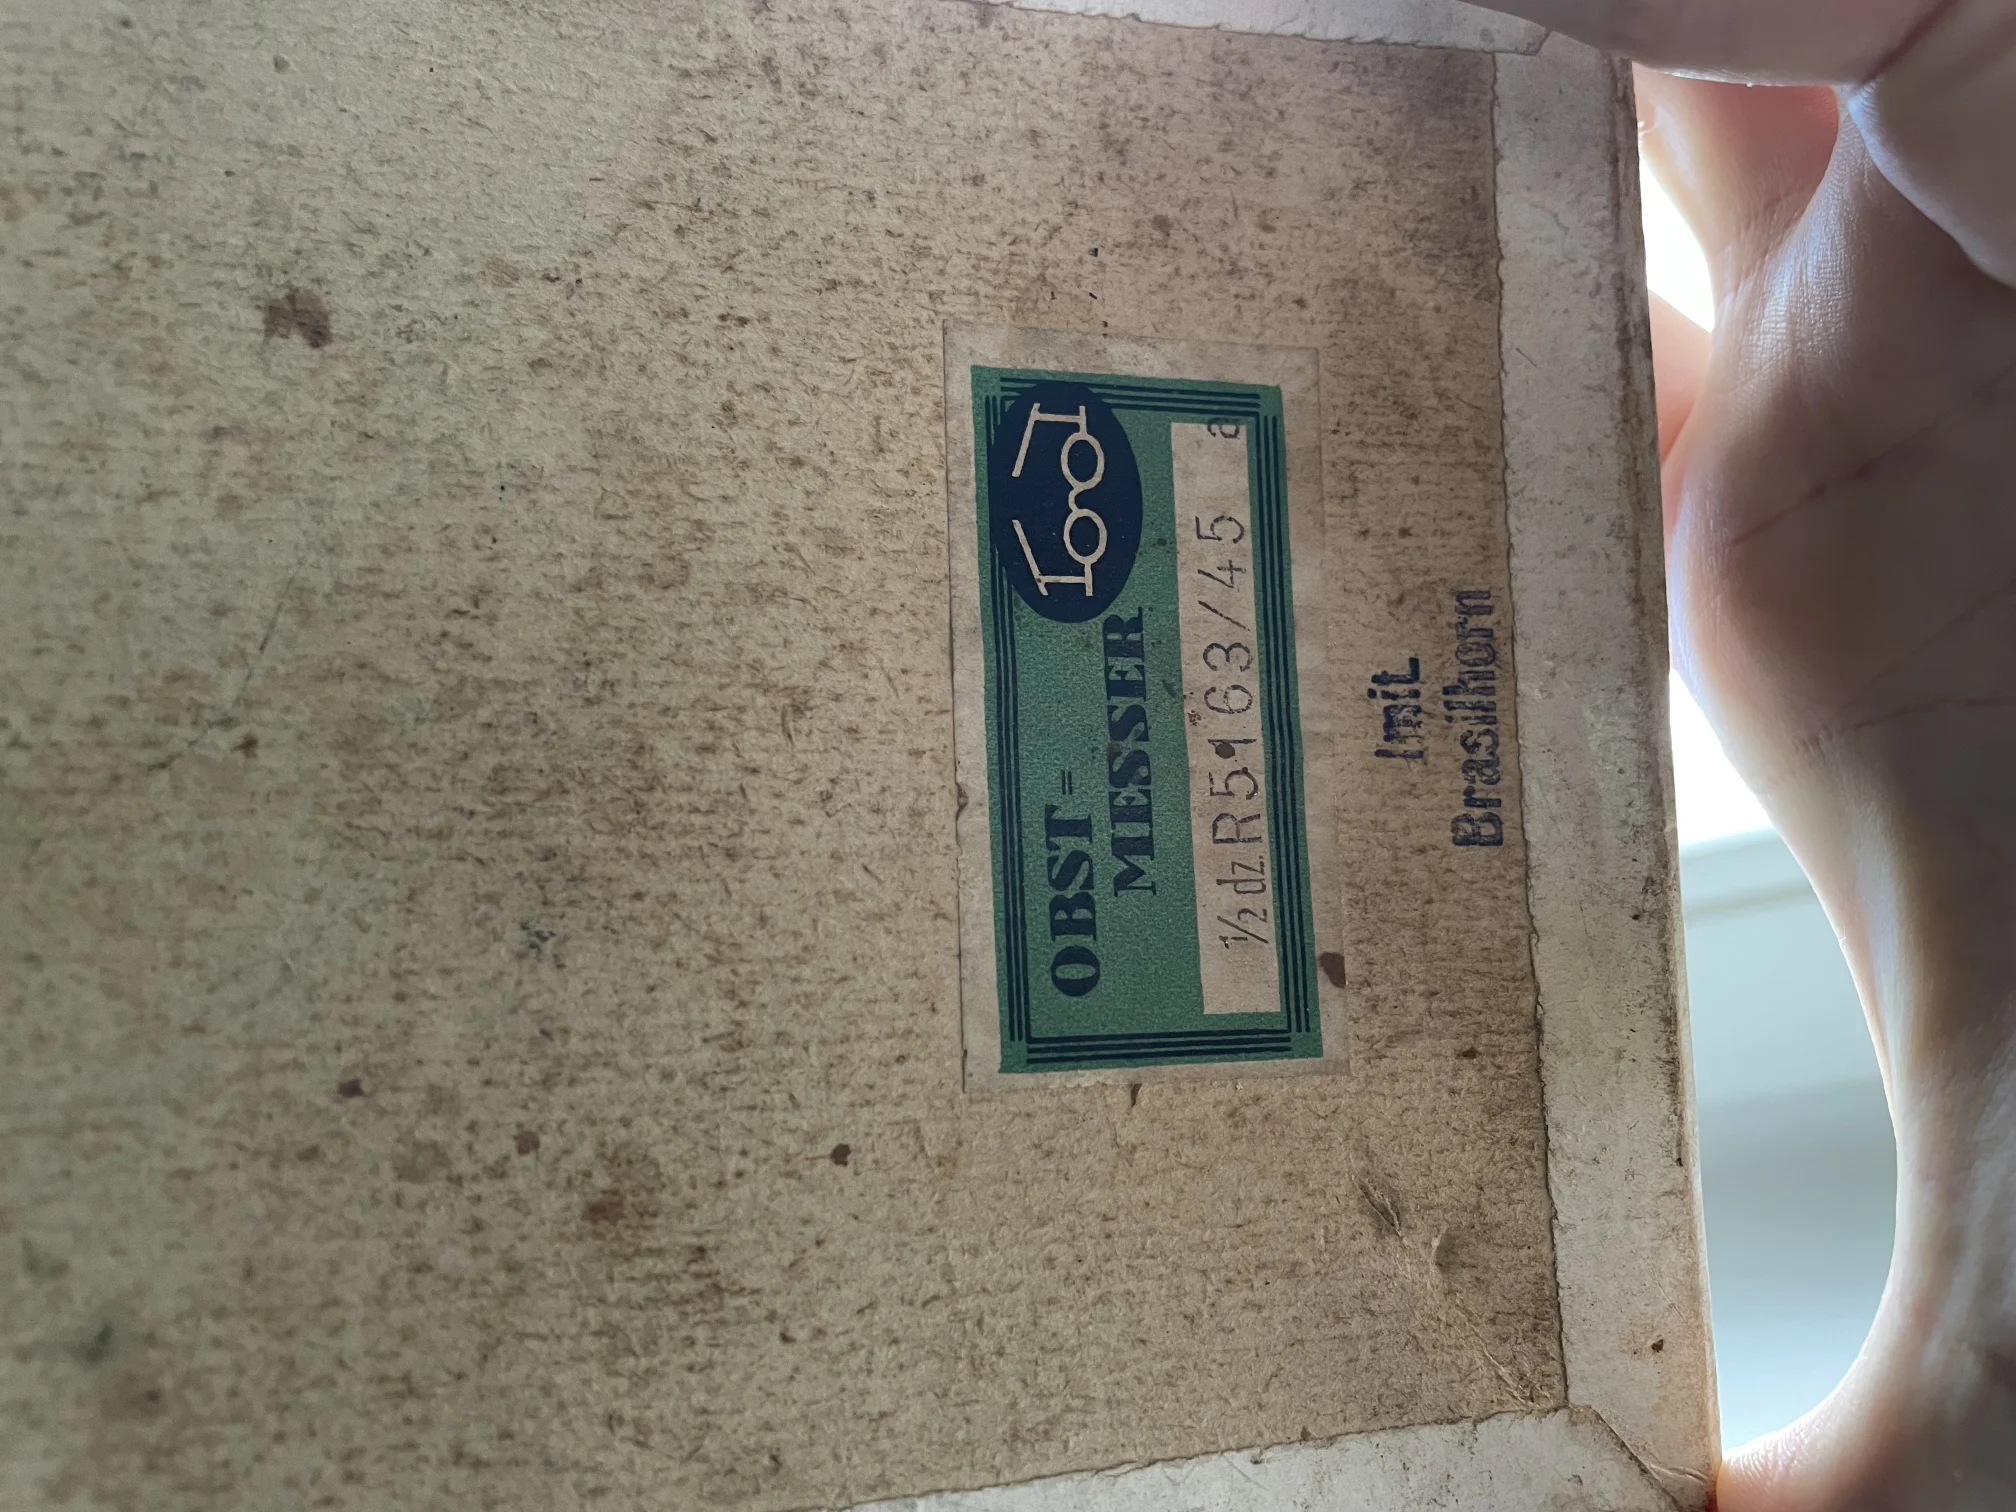 OBST=
MESSER
½ dz. R5163/45 a
Imit.
Brasilhorn